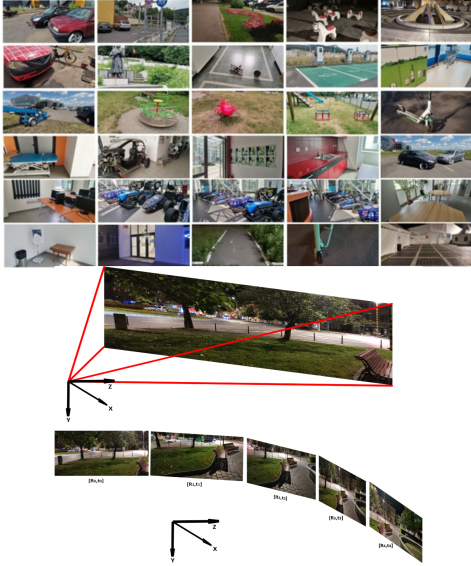 Z
X
Y
[R₀,t₀]
[R₁,t₁]
[R₂,t₂]
[R₃,t₃]
[R₄,t₄]
Z
X
Y